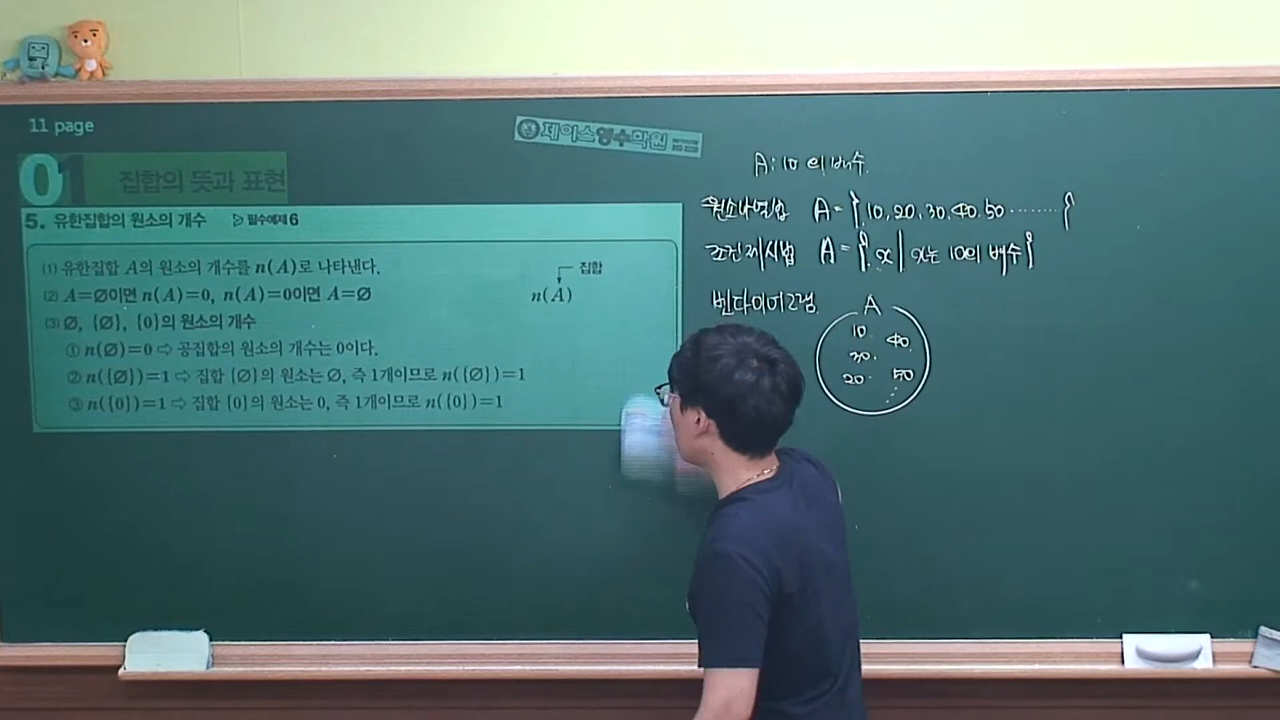 11 page
제이스영수학원
01 집합의 뜻과 표현
5. 유한집합의 원소의 개수 ▷ 필수예제 6
(1) 유한집합 A의 원소의 개수를 n(A)로 나타낸다.
집합
n(A)
(2) A=∅이면 n(A)=0, n(A)=0이면 A=∅
(3) ∅, {∅}, {0}의 원소의 개수
① n(∅)=0 ⇨ 공집합의 원소의 개수는 0이다.
② n({∅})=1 ⇨ 집합 {∅}의 원소는 ∅, 즉 1개이므로 n({∅})=1
③ n({0})=1 ⇨ 집합 {0}의 원소는 0, 즉 1개이므로 n({0})=1
A : 10의 배수.
원소나열법 A = { 10, 20, 30, 40, 50 ········ }
조건제시법 A = { x | x는 10의 배수 }
벤다이어그램. A
10. 40.
30.
20. 50